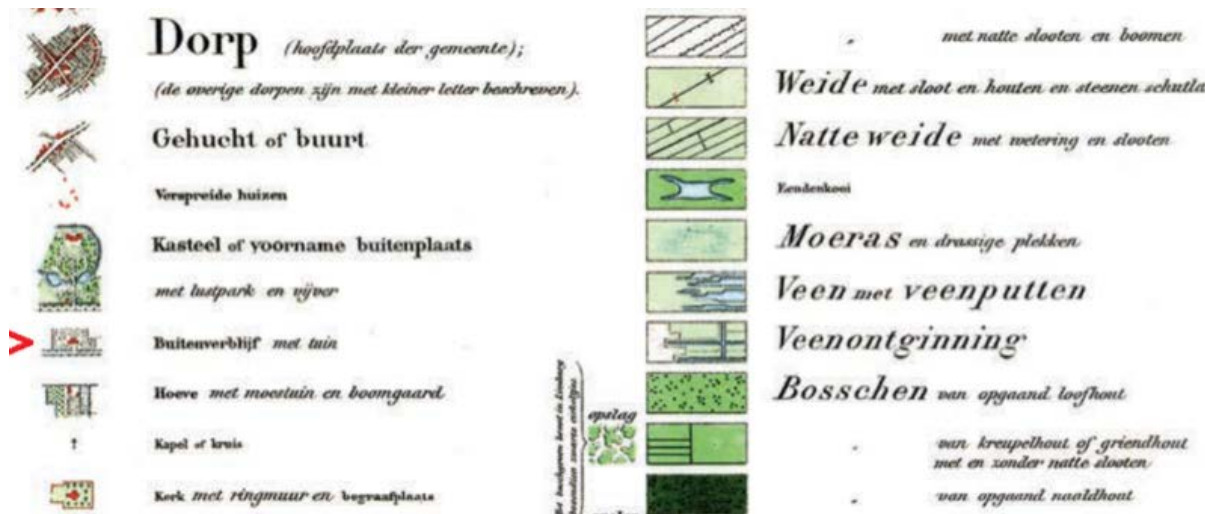 Dorp (hoofdplaats der gemeente);
(de overige dorpen zijn met kleiner letter beschreven).
Gehucht of buurt
Verspreide huizen
Kasteel of voorname buitenplaats
met lustpark en vijver
Buitenverblijf met tuin
Hoeve met moestuin en boomgaard
Kapel of kruis
Kerk met ringmuur en begraafplaats
opslag
„ met natte slooten en boomen
Weide met sloot en houten en steenen schutla
Natte weide met wetering en slooten
Eendenkooi
Moeras en drassige plekken
Veen met veenputten
Veenontginning
Bosschen van opgaand loofhout
„ van kreupelhout of griendhout
met en zonder natte slooten
„ van opgaand naaldhout